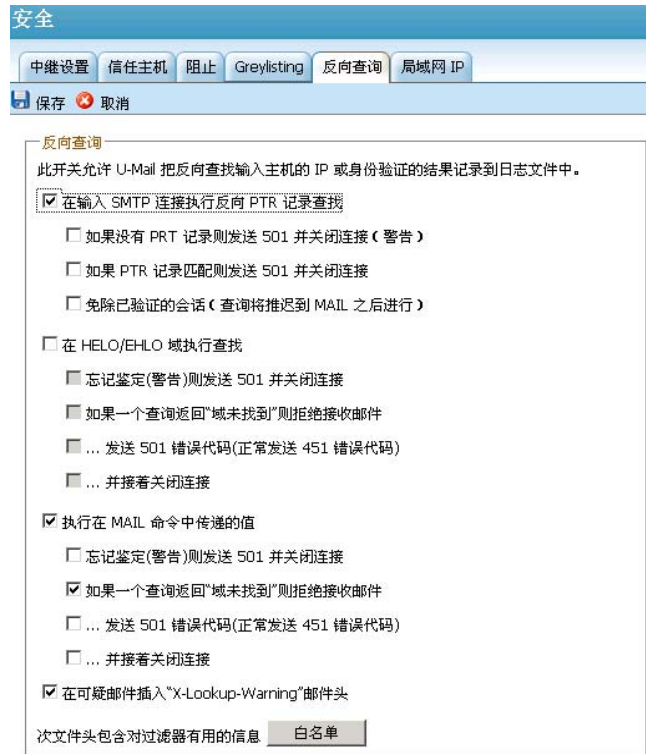 安全
中继设置 信任主机 阻止 Greylisting 反向查询 局域网 IP
保存 取消
反向查询
此开关允许 U-Mail 把反向查找输入主机的 IP 或身份验证的结果记录到日志文件中。
在输入 SMTP 连接执行反向 PTR 记录查找
如果没有 PRT 记录则发送 501 并关闭连接（警告）
如果 PTR 记录匹配则发送 501 并关闭连接
免除已验证的会话（查询将推迟到 MAIL 之后进行）
在 HELO/EHLO 域执行查找
忘记鉴定(警告)则发送 501 并关闭连接
如果一个查询返回"域未找到"则拒绝接收邮件
... 发送 501 错误代码(正常发送 451 错误代码)
... 并接着关闭连接
执行在 MAIL 命令中传递的值
忘记鉴定(警告)则发送 501 并关闭连接
如果一个查询返回"域未找到"则拒绝接收邮件
... 发送 501 错误代码(正常发送 451 错误代码)
... 并接着关闭连接
在可疑邮件插入"X-Lookup-Warning"邮件头
次文件头包含对过滤器有用的信息 白名单